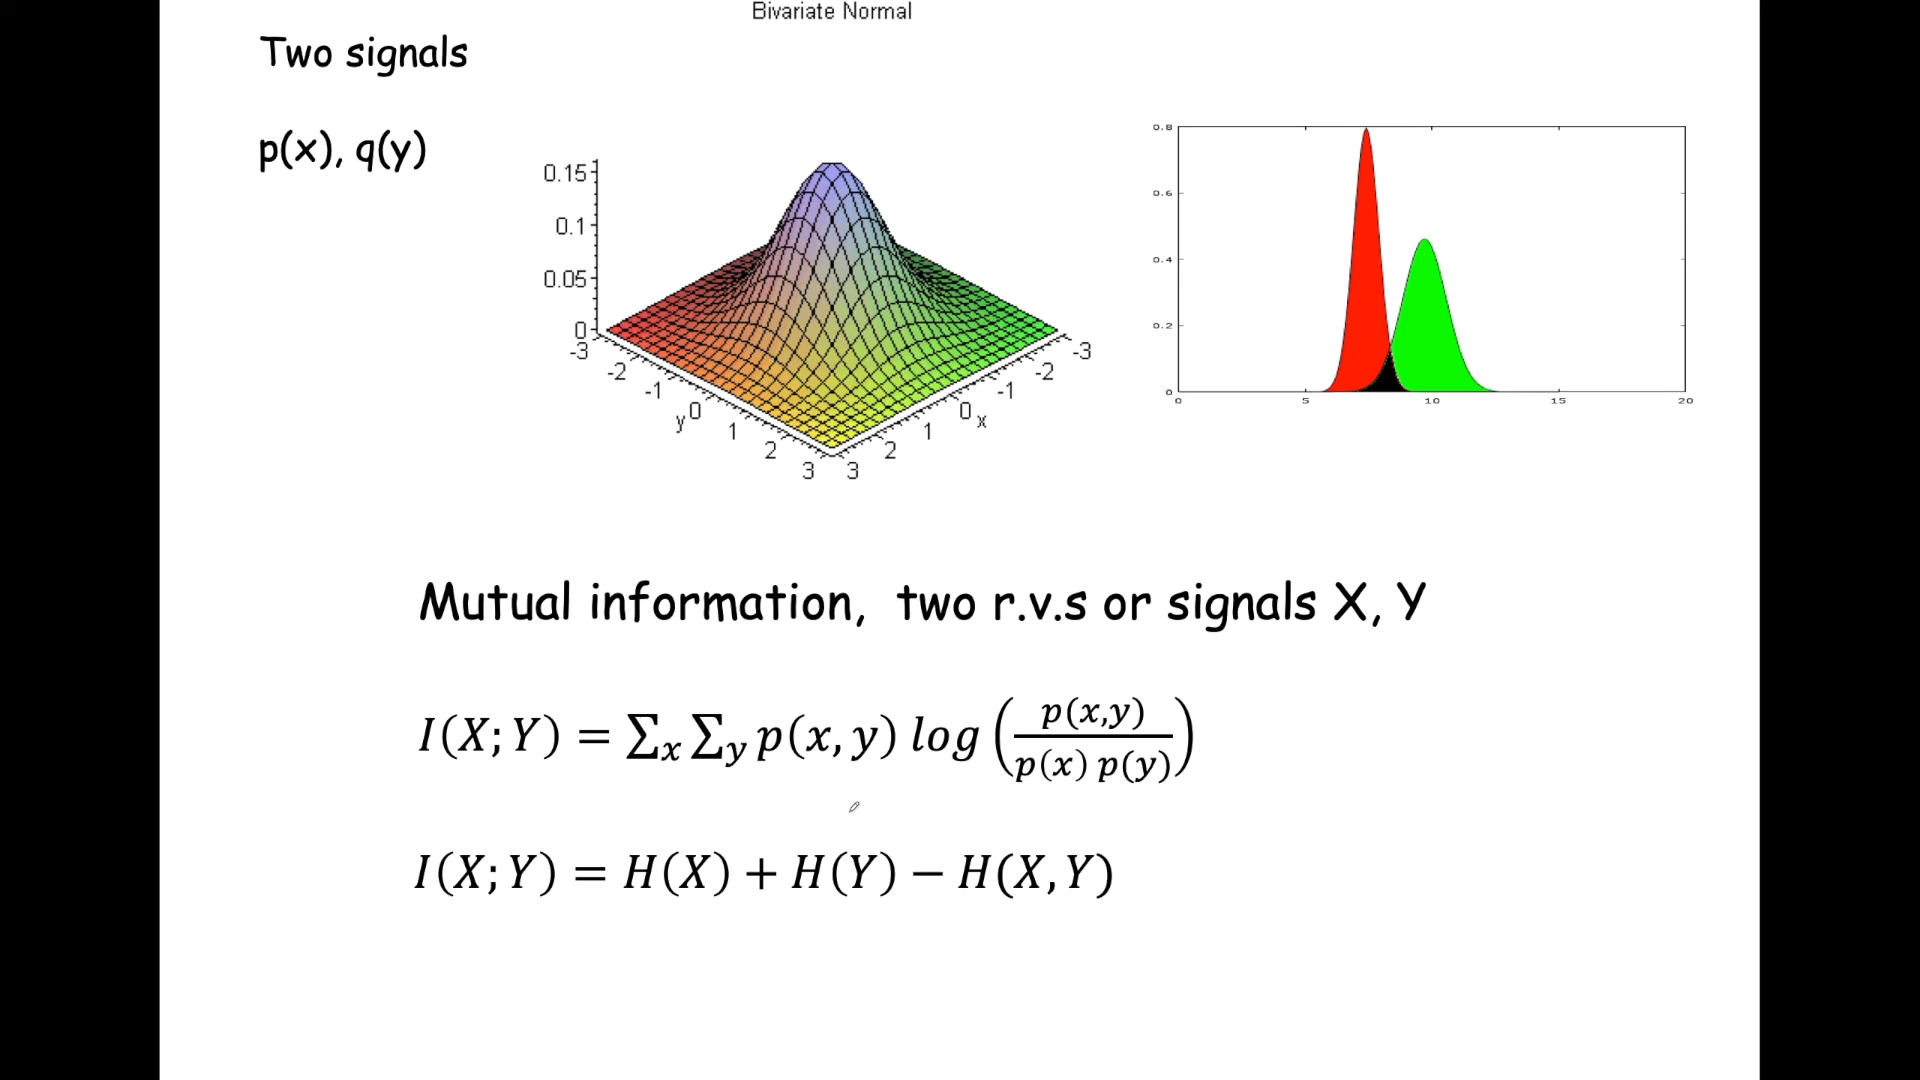 Bivariate Normal
Two signals
p(x), q(y)
0.15
0.1
0.05
0
-3
-2
-1
y 0
1
2
3
3
2
1
0 x
-1
-2
-3
0.8
0.6
0.4
0.2
0
0 5 10 15 20
Mutual information, two r.v.s or signals X, Y
I(X;Y) = ∑ₓ ∑ᵧ p(x, y) log (p(x,y) / p(x) p(y))
I(X;Y) = H(X) + H(Y) − H(X,Y)